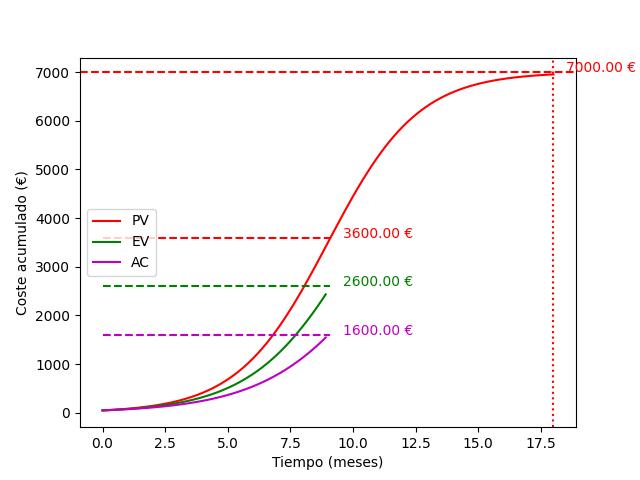 7000.00 €
7000
6000
5000
4000
3000
2000
1000
0
Coste acumulado (€)
PV
EV
AC
3600.00 €
2600.00 €
1600.00 €
0.0 2.5 5.0 7.5 10.0 12.5 15.0 17.5
Tiempo (meses)